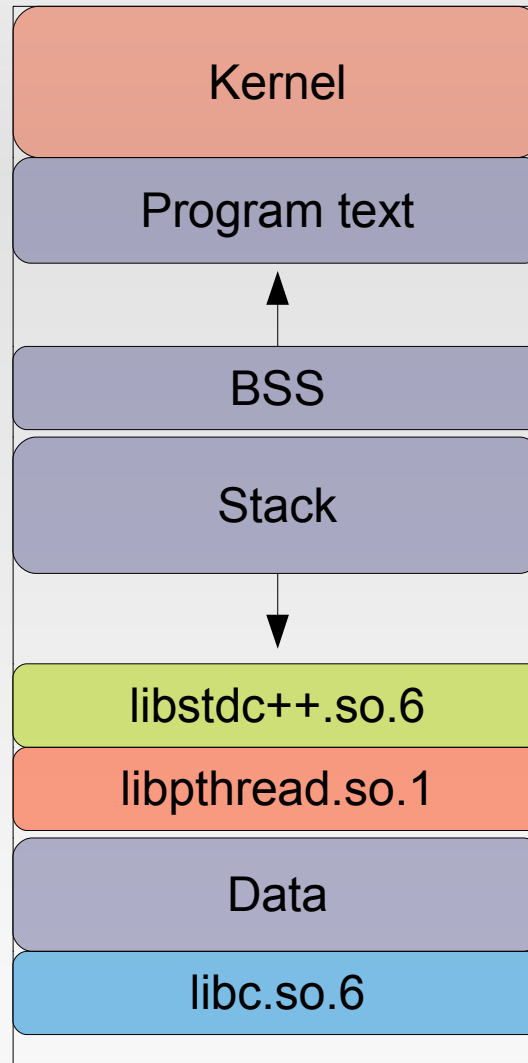 Kernel
Program text
BSS
Stack
libstdc++.so.6
libpthread.so.1
Data
libc.so.6